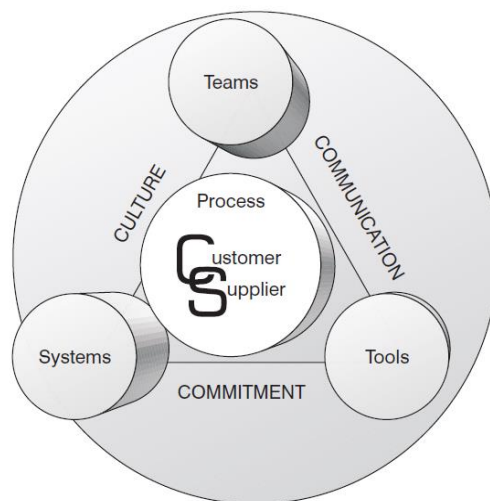 Teams
CULTURE
COMMUNICATION
Process
Customer
Supplier
Systems
Tools
COMMITMENT